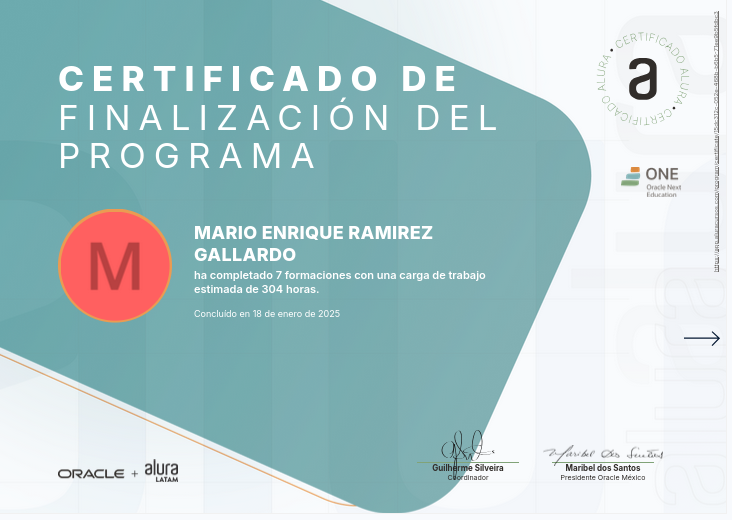 CERTIFICADO DE
FINALIZACIÓN DEL
PROGRAMA
M
MARIO ENRIQUE RAMIREZ
GALLARDO
ha completado 7 formaciones con una carga de trabajo
estimada de 304 horas.
Concluído en 18 de enero de 2025
CERTIFICADO ALURA • CERTIFICADO ALURA •
a
ONE
Oracle Next
Education
ORACLE + alura
LATAM
Guilherme Silveira
Coordinador
Maribel dos Santos
Presidente Oracle México
alura